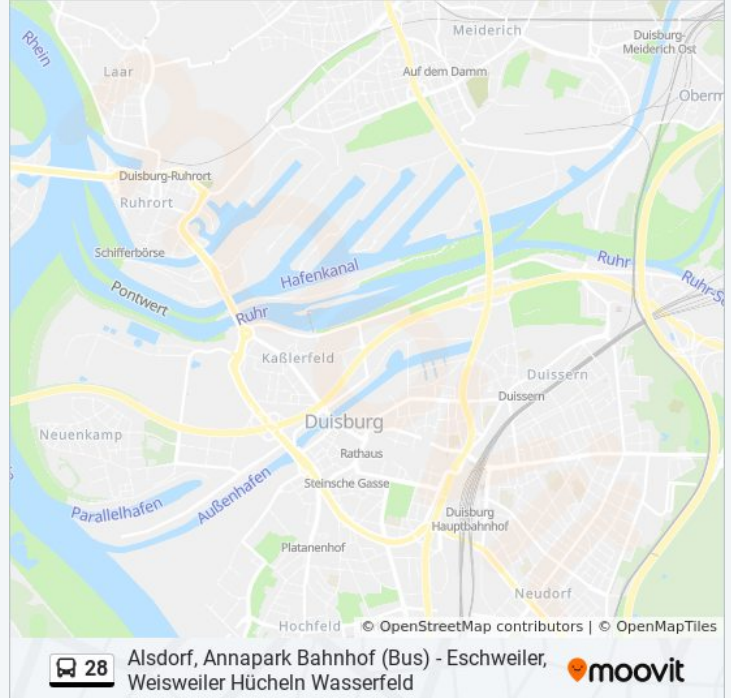 Rhein
Meiderich
Duisburg-
Meiderich Ost
Laar
Auf dem Damm
Oberm
Duisburg-Ruhrort
Ruhrort
Schifferbörse
Hafenkanal
Ruhr
Pontwert
Ruhr-S
Ruhr
Kaßlerfeld
Duissern
Duissern
Duisburg
Neuenkamp
Rathaus
Steinsche Gasse
Außenhafen
Parallelhafen
Duisburg
Hauptbahnhof
Platanenhof
Neudorf
Hochfeld
© OpenStreetMap contributors | © OpenMapTiles
28
Alsdorf, Annapark Bahnhof (Bus) - Eschweiler,
Weisweiler Hücheln Wasserfeld
moovit